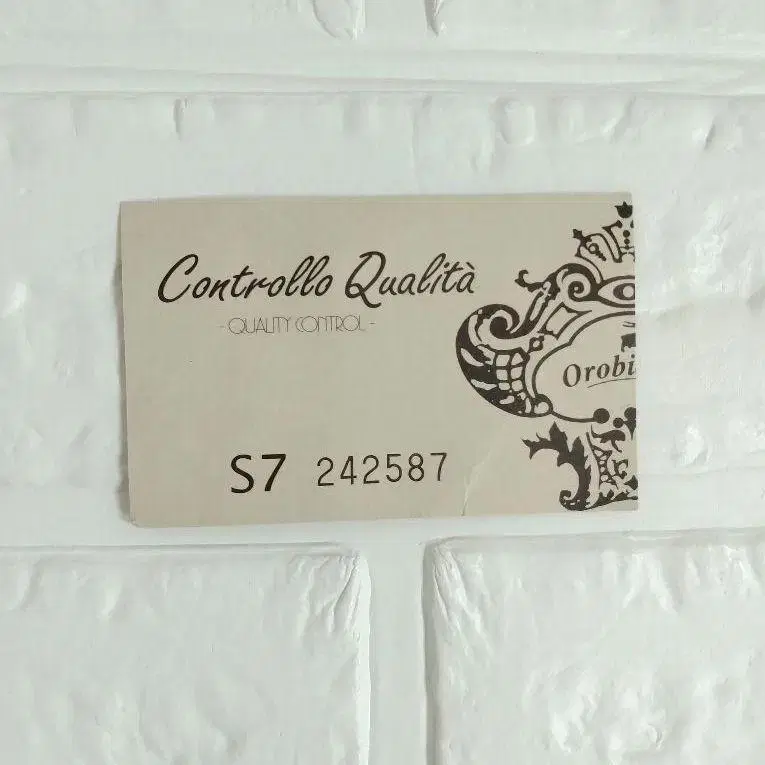 Controllo Qualità
- QUALITY CONTROL -
Orobi
S7 242587